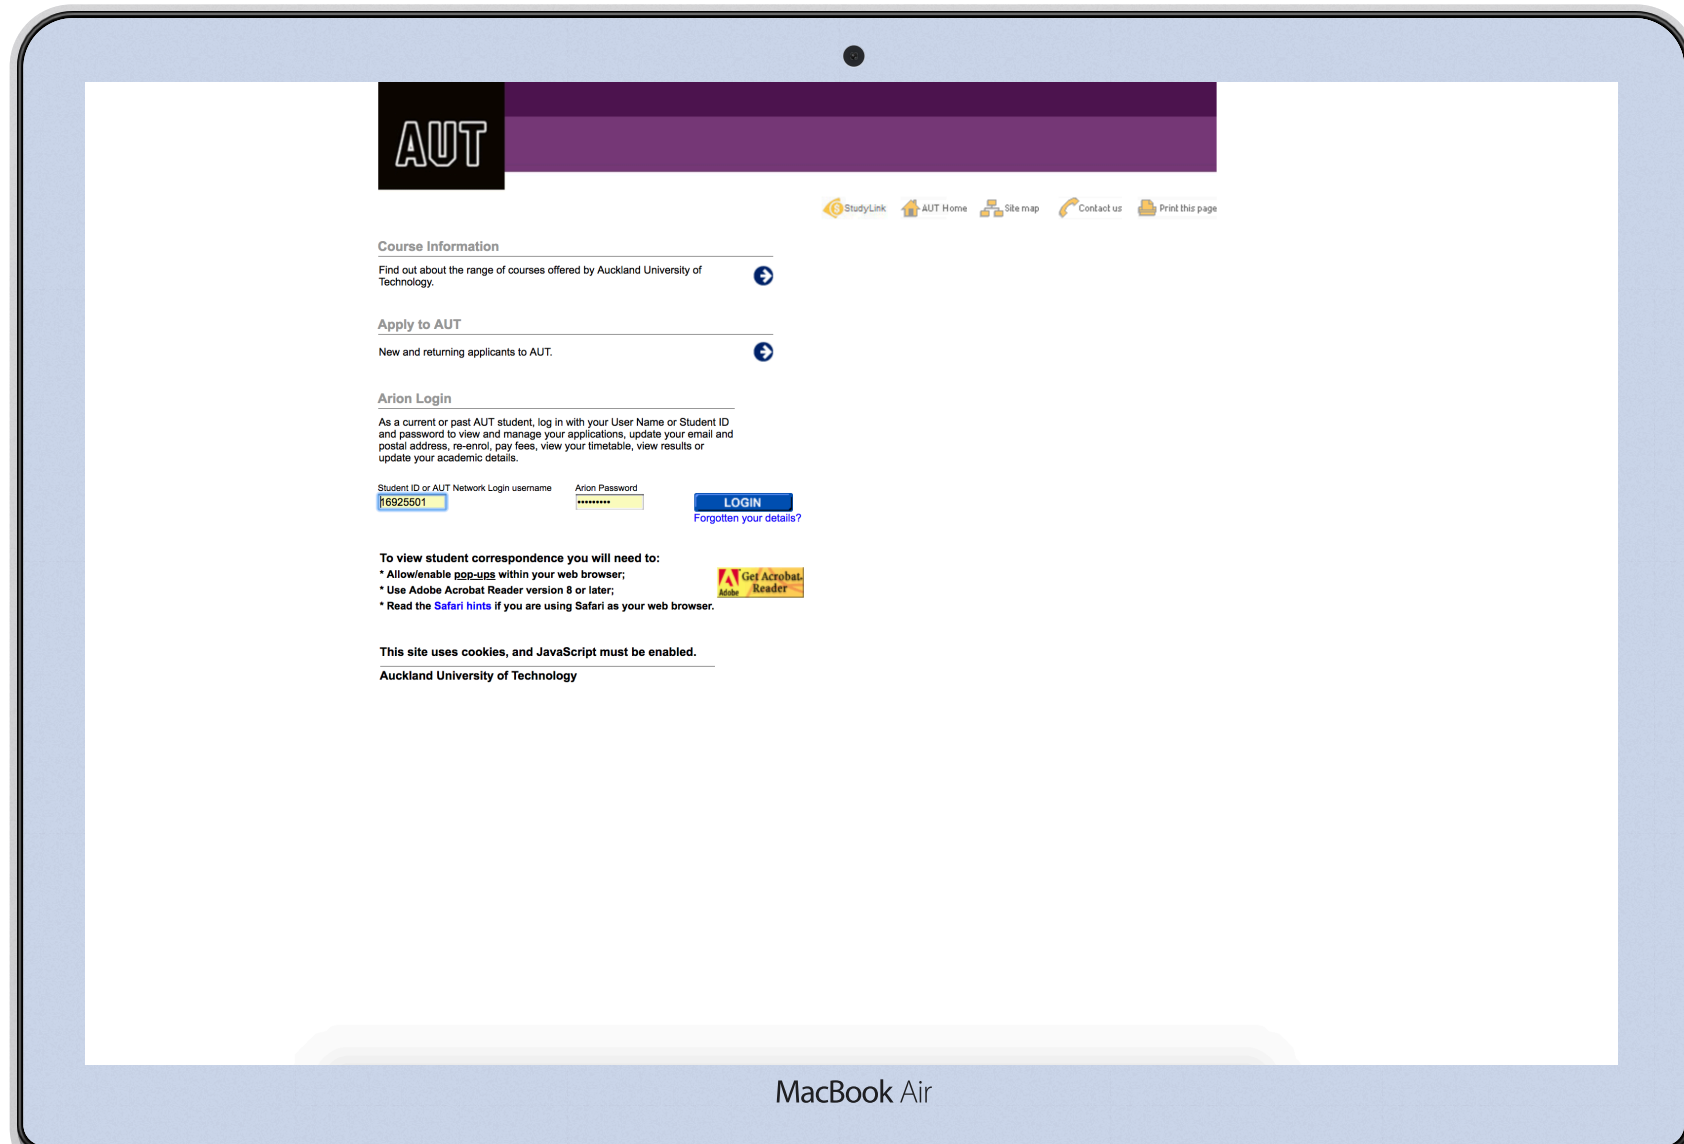 AUT
StudyLink AUT Home Site map Contact us Print this page
Course Information
Find out about the range of courses offered by Auckland University of
Technology.
Apply to AUT
New and returning applicants to AUT.
Arion Login
As a current or past AUT student, log in with your User Name or Student ID
and password to view and manage your applications, update your email and
postal address, re-enrol, pay fees, view your timetable, view results or
update your academic details.
Student ID or AUT Network Login username Arion Password
16925501 ••••••••• LOGIN
Forgotten your details?
To view student correspondence you will need to:
* Allow/enable pop-ups within your web browser;
* Use Adobe Acrobat Reader version 8 or later;
* Read the Safari hints if you are using Safari as your web browser.
Adobe Get Acrobat Reader
This site uses cookies, and JavaScript must be enabled.
Auckland University of Technology
MacBook Air